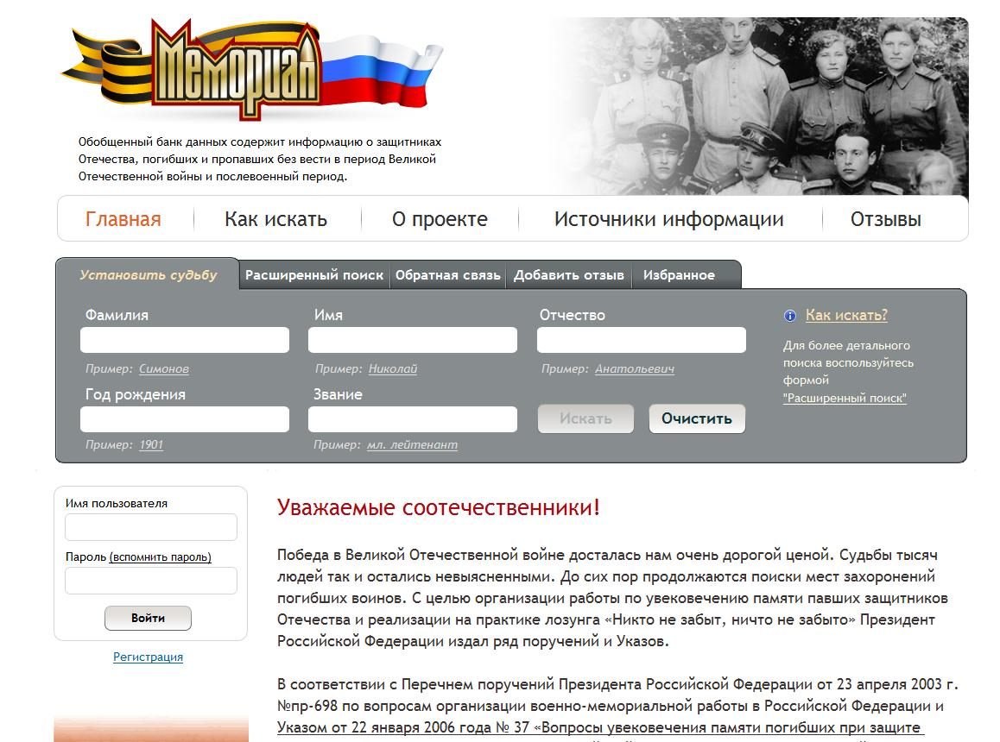 Мемориал
Обобщенный банк данных содержит информацию о защитниках
Отечества, погибших и пропавших без вести в период Великой
Отечественной войны и послевоенный период.
Главная Как искать О проекте Источники информации Отзывы
Установить судьбу Расширенный поиск Обратная связь Добавить отзыв Избранное
Фамилия Имя Отчество
Пример: Симонов Пример: Николай Пример: Анатольевич
Год рождения Звание
Искать Очистить
Пример: 1901 Пример: мл. лейтенант
Как искать?
Для более детального
поиска воспользуйтесь
формой
"Расширенный поиск"
Имя пользователя
Пароль (вспомнить пароль)
Войти
Регистрация
Уважаемые соотечественники!
Победа в Великой Отечественной войне досталась нам очень дорогой ценой. Судьбы тысяч
людей так и остались невыясненными. До сих пор продолжаются поиски мест захоронений
погибших воинов. С целью организации работы по увековечению памяти павших защитников
Отечества и реализации на практике лозунга «Никто не забыт, ничто не забыто» Президент
Российской Федерации издал ряд поручений и Указов.
В соответствии с Перечнем поручений Президента Российской Федерации от 23 апреля 2003 г.
№пр-698 по вопросам организации военно-мемориальной работы в Российской Федерации и
Указом от 22 января 2006 года № 37 «Вопросы увековечения памяти погибших при защите